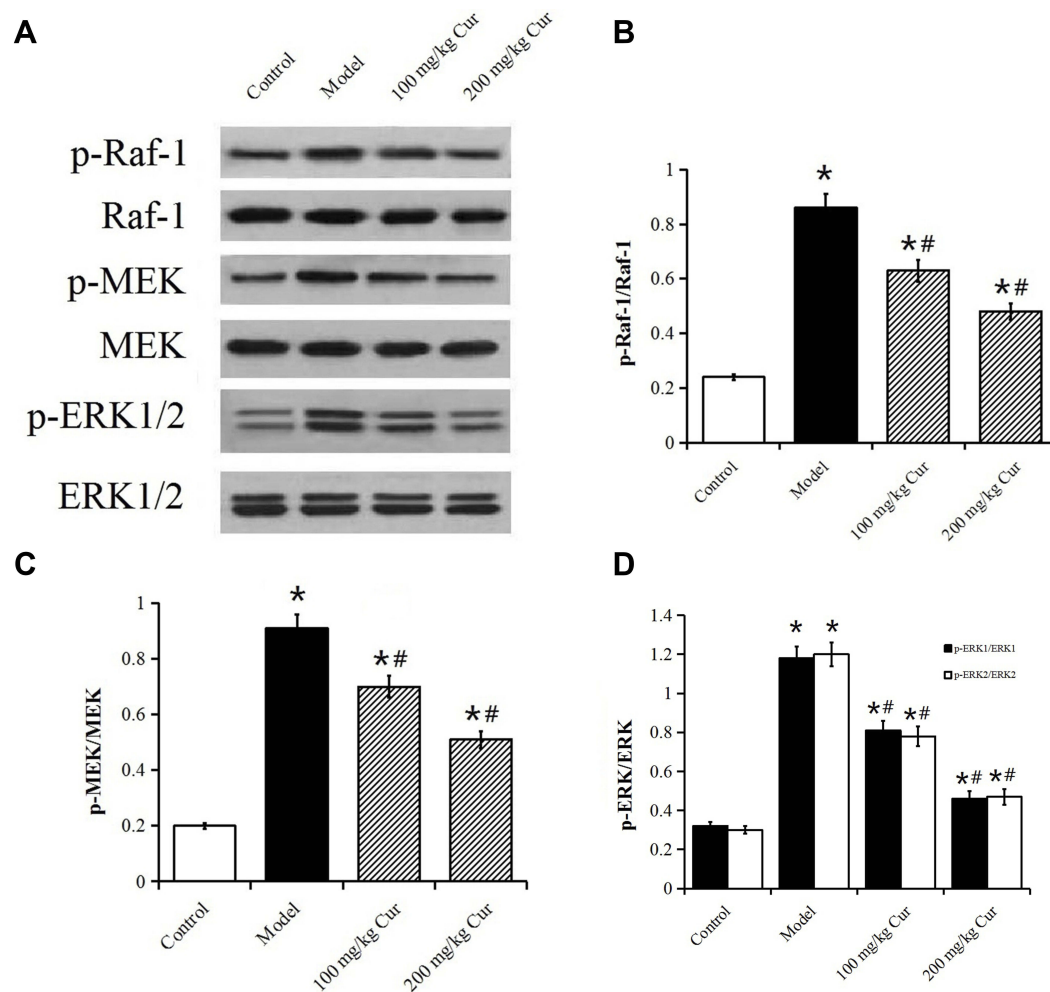 A
Control
Model
100 mg/kg Cur
200 mg/kg Cur
p-Raf-1
Raf-1
p-MEK
MEK
p-ERK1/2
ERK1/2
B
p-Raf-1/Raf-1
1
0.8
0.6
0.4
0.2
0
*
*#
*#
Control
Model
100 mg/kg Cur
200 mg/kg Cur
C
p-MEK/MEK
1
0.8
0.6
0.4
0.2
0
*
*#
*#
Control
Model
100 mg/kg Cur
200 mg/kg Cur
D
p-ERK/ERK
1.4
1.2
1
0.8
0.6
0.4
0.2
0
* *
*# *#
*# *#
p-ERK1/ERK1
p-ERK2/ERK2
Control
Model
100 mg/kg Cur
200 mg/kg Cur